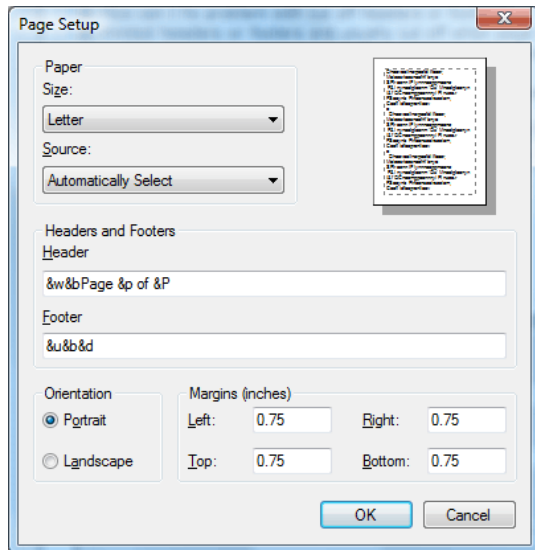 Page Setup
Paper
Size:
Letter
Source:
Automatically Select
Headers and Footers
Header
&w&bPage &p of &P
Footer
&u&b&d
Orientation
Portrait
Landscape
Margins (inches)
Left: 0.75 Right: 0.75
Top: 0.75 Bottom: 0.75
OK Cancel